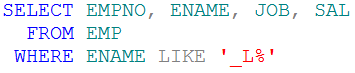 SELECT EMPNO, ENAME, JOB, SAL
FROM EMP
WHERE ENAME LIKE '_L%'